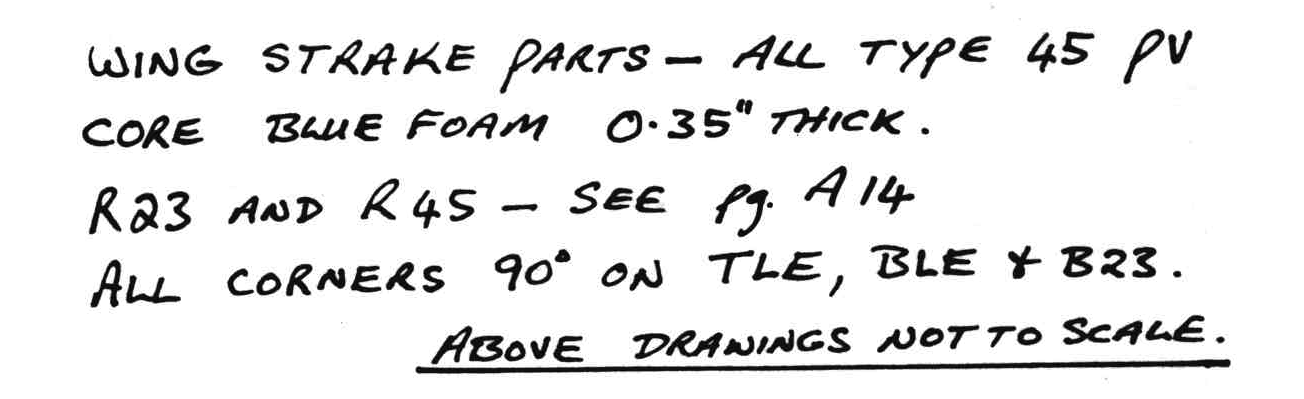 WING STRAKE PARTS – ALL TYPE 45 PV
CORE BLUE FOAM 0.35" THICK.
R23 AND R45 – SEE Pg. A14
ALL CORNERS 90° ON TLE, BLE & B23.
ABOVE DRAWINGS NOT TO SCALE.